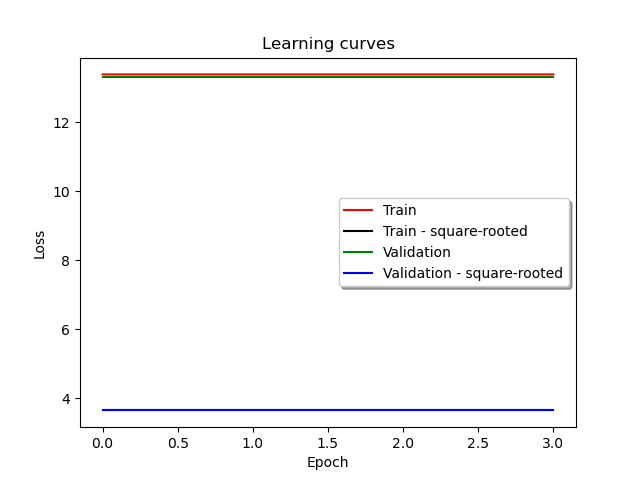 Learning curves
12
10
8
6
4
Loss
Train
Train - square-rooted
Validation
Validation - square-rooted
0.0 0.5 1.0 1.5 2.0 2.5 3.0
Epoch